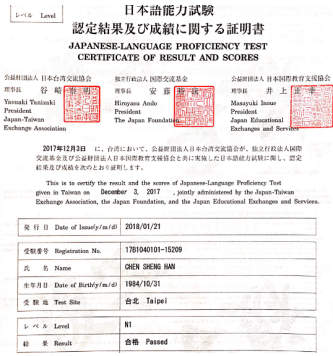 レベル Level
日本語能力試験
認定結果及び成績に関する証明書
JAPANESE-LANGUAGE PROFICIENCY TEST
CERTIFICATE OF RESULT AND SCORES
公益財団法人 日本台湾交流協会
理事長 谷崎
Yasuaki Tanizaki
President
Japan-Taiwan
Exchange Association
独立行政法人 国際交流基金
理事長 安藤
Hiroyasu Ando
President
The Japan Foundation
公益財団法人 日本国際教育支援協会
理事長 井上正
Masayuki Inoue
President
Japan Educational
Exchanges and Services
2017年12月3日 に、台湾において、公益財団法人日本台湾交流協会が、独立行政法人国際
交流基金及び公益財団法人日本国際教育支援協会と共に実施した日本語能力試験に関し、認定
結果及び成績を次のとおり証明します。
This is to certify the result and the scores of Japanese-Language Proficiency Test
given in Taiwan on December 3, 2017 , jointly administered by the Japan-Taiwan
Exchange Association, the Japan Foundation, and the Japan Educational Exchanges and Services.
発行日 Date of Issue(y/m/d) 2018/01/21
受験番号 Registration No. 17B1040101-15209
氏名 Name CHEN SHENG HAN
生年月日 Date of Birth(y/m/d) 1984/10/31
受験地 Test Site 台北 Taipei
レベル Level N1
結果 Result 合格 Passed